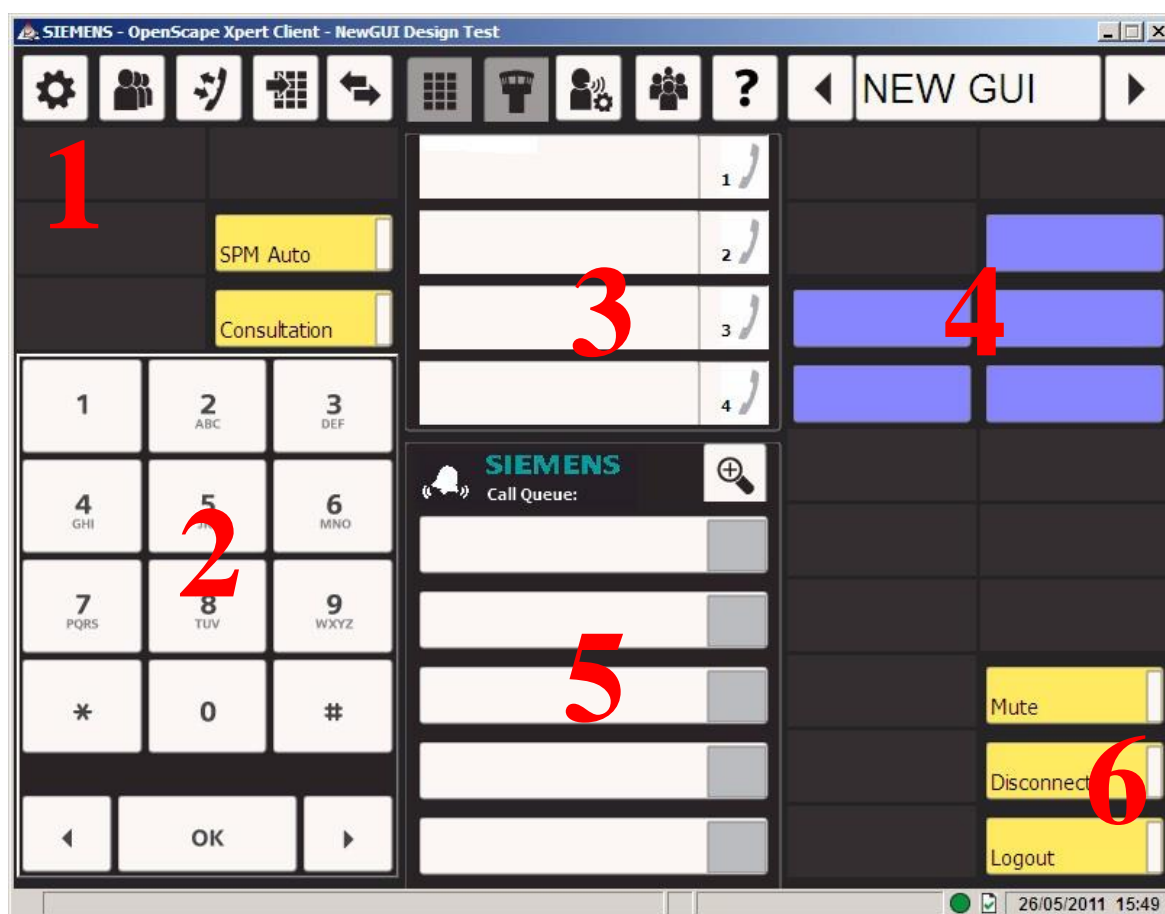 SIEMENS - OpenScape Xpert Client - NewGUI Design Test
? NEW GUI
1
SPM Auto
Consultation
1
2
ABC
3
DEF
4
GHI
5
6
MNO
2
7
PQRS
8
TUV
9
WXYZ
*
0
#
OK
1
2
3
3
4
SIEMENS
Call Queue:
5
4
Mute
Disconnect
6
Logout
26/05/2011 15:49